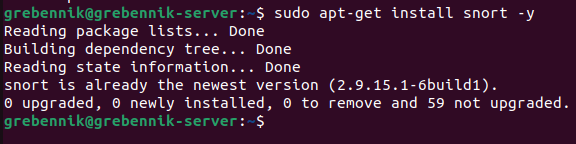 grebennik@grebennik-server:~$ sudo apt-get install snort -y
Reading package lists... Done
Building dependency tree... Done
Reading state information... Done
snort is already the newest version (2.9.15.1-6build1).
0 upgraded, 0 newly installed, 0 to remove and 59 not upgraded.
grebennik@grebennik-server:~$